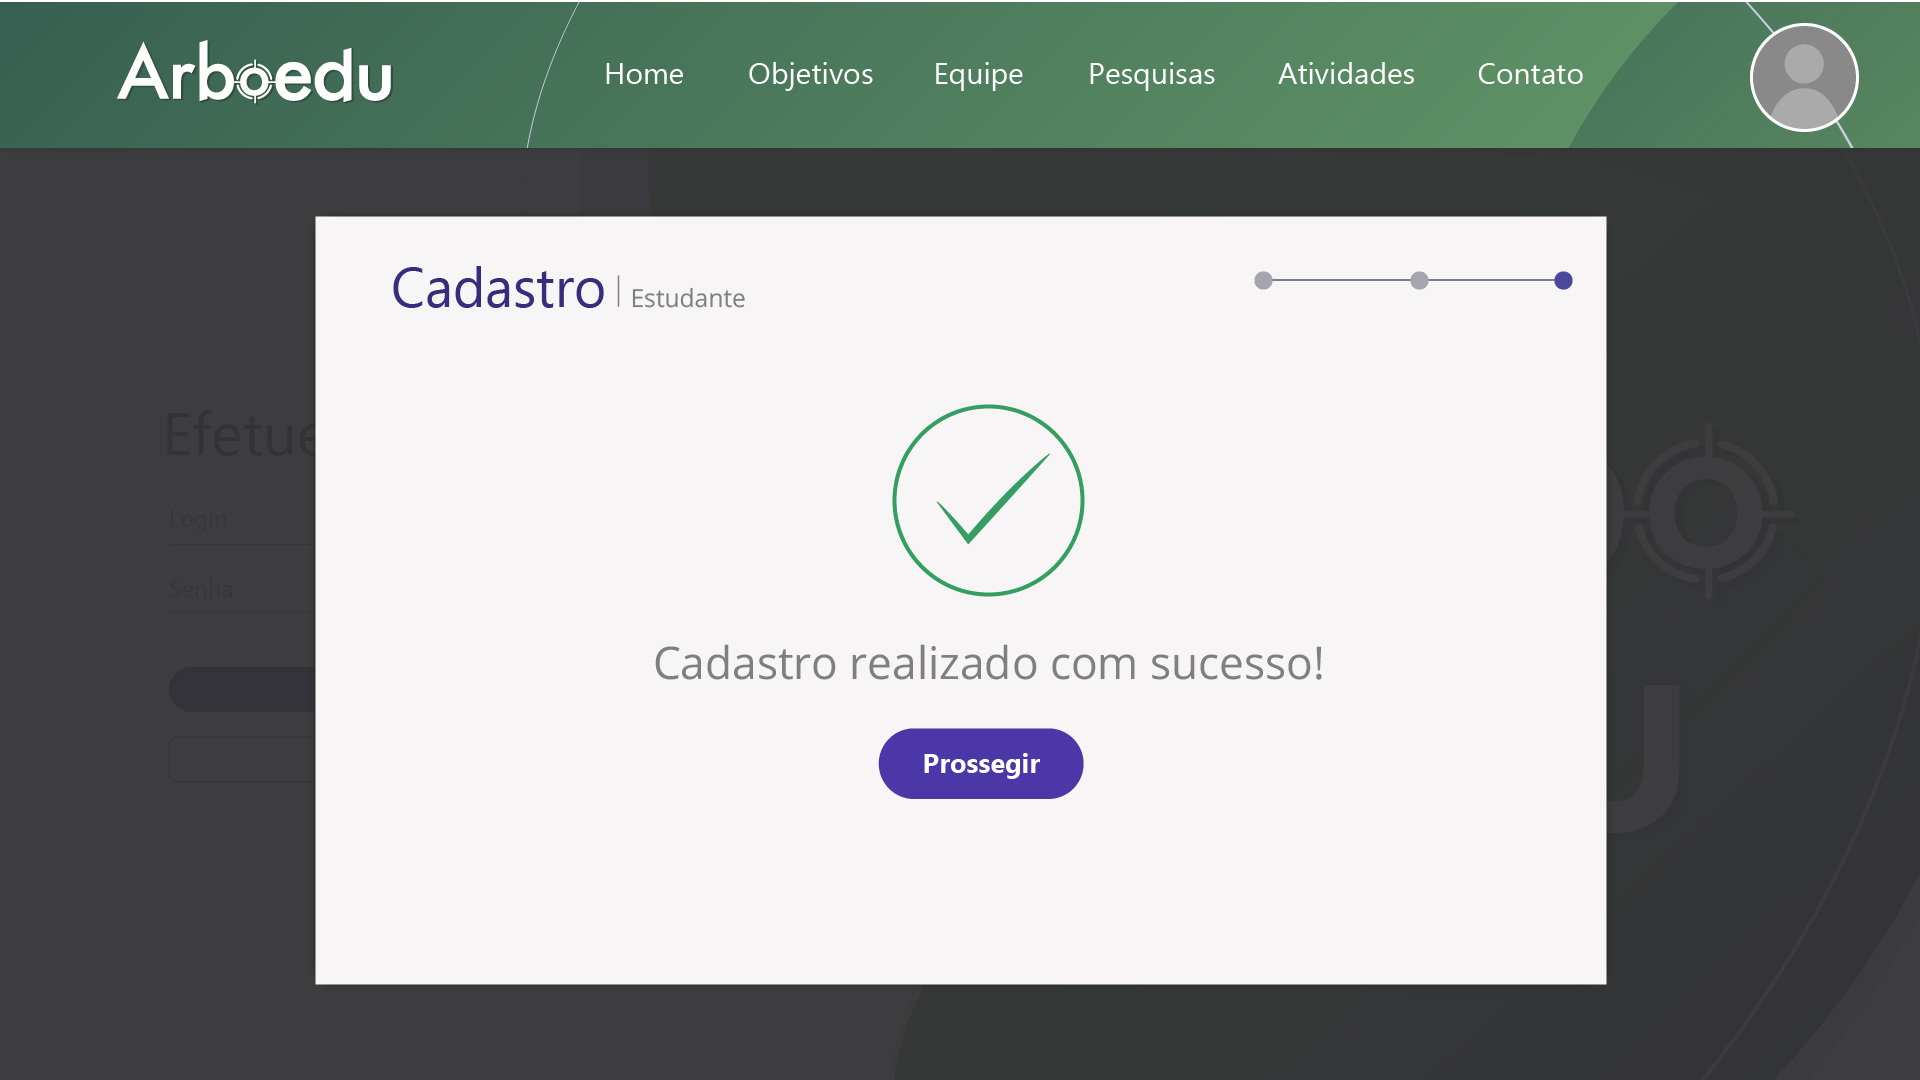 Arboedu
Home Objetivos Equipe Pesquisas Atividades Contato
Cadastro | Estudante
Efetue
Login
Senha
Cadastro realizado com sucesso!
Prossegir